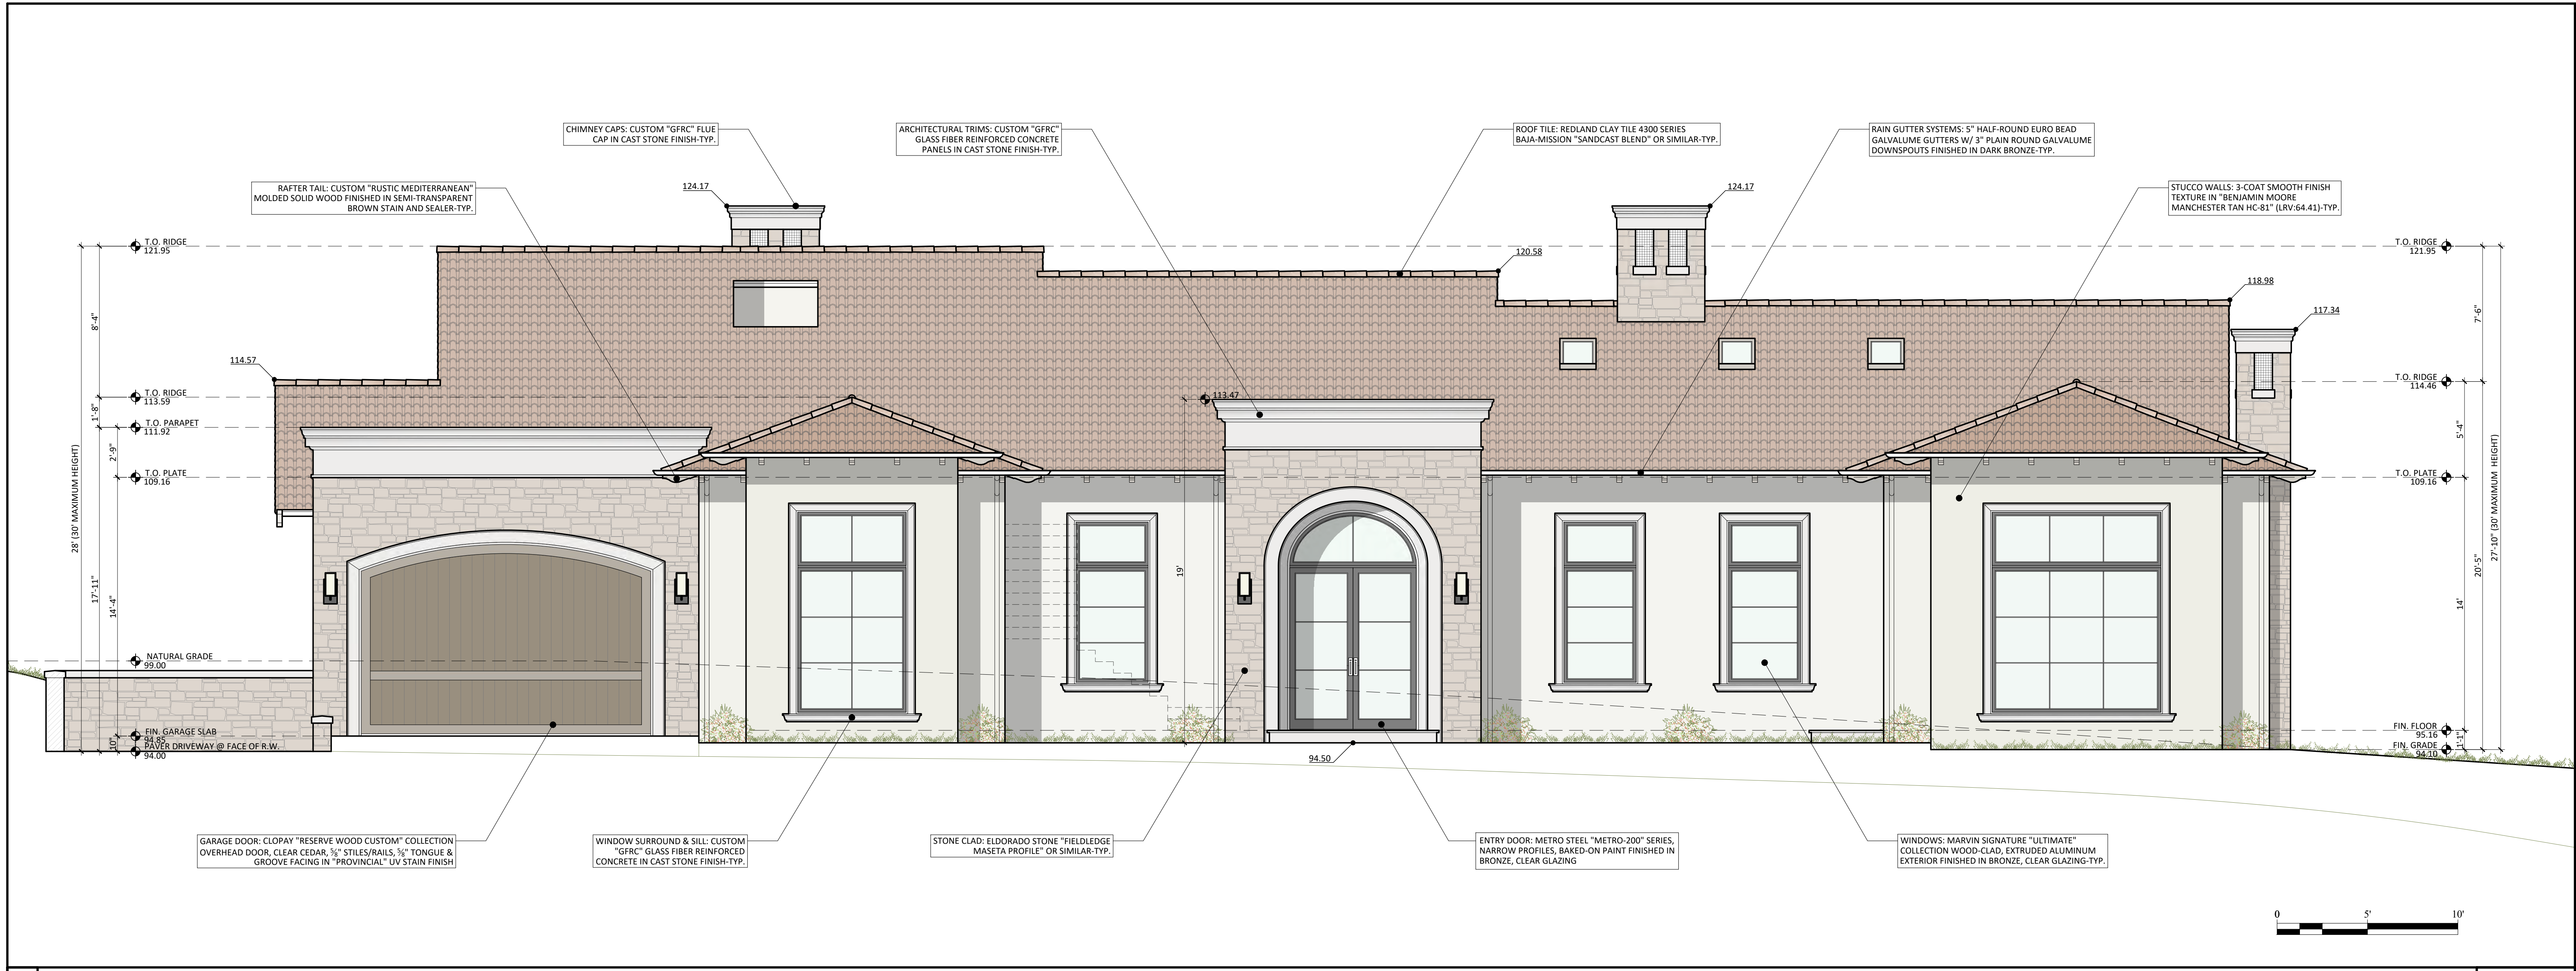 CHIMNEY CAPS: CUSTOM "GFRC" FLUE
CAP IN CAST STONE FINISH-TYP.
ARCHITECTURAL TRIMS: CUSTOM "GFRC"
GLASS FIBER REINFORCED CONCRETE
PANELS IN CAST STONE FINISH-TYP.
ROOF TILE: REDLAND CLAY TILE 4300 SERIES
BAJA-MISSION "SANDCAST BLEND" OR SIMILAR-TYP.
RAIN GUTTER SYSTEMS: 5" HALF-ROUND EURO BEAD
GALVALUME GUTTERS W/ 3" PLAIN ROUND GALVALUME
DOWNSPOUTS FINISHED IN DARK BRONZE-TYP.
RAFTER TAIL: CUSTOM "RUSTIC MEDITERRANEAN"
MOLDED SOLID WOOD FINISHED IN SEMI-TRANSPARENT
BROWN STAIN AND SEALER-TYP.
124.17
124.17
STUCCO WALLS: 3-COAT SMOOTH FINISH
TEXTURE IN "BENJAMIN MOORE
MANCHESTER TAN HC-81" (LRV:64.41)-TYP.
T.O. RIDGE
121.95
T.O. RIDGE
121.95
120.58
118.98
117.34
8'-4"
7'-6"
114.57
T.O. RIDGE
113.59
T.O. RIDGE
114.46
113.47
1'-8"
T.O. PARAPET
111.92
2'-9"
5'-4"
T.O. PLATE
109.16
T.O. PLATE
109.16
28' (30' MAXIMUM HEIGHT)
17'-11"
14'-4"
19'
14'
20'-5"
27'-10" (30' MAXIMUM HEIGHT)
NATURAL GRADE
99.00
FIN. GARAGE SLAB
94.85
10"
PAVER DRIVEWAY @ FACE OF R.W.
94.00
94.50
FIN. FLOOR
95.16
1'-1"
FIN. GRADE
94.10
GARAGE DOOR: CLOPAY "RESERVE WOOD CUSTOM" COLLECTION
OVERHEAD DOOR, CLEAR CEDAR, ⅝" STILES/RAILS, ⅝" TONGUE &
GROOVE FACING IN "PROVINCIAL" UV STAIN FINISH
WINDOW SURROUND & SILL: CUSTOM
"GFRC" GLASS FIBER REINFORCED
CONCRETE IN CAST STONE FINISH-TYP.
STONE CLAD: ELDORADO STONE "FIELDLEDGE
MASETA PROFILE" OR SIMILAR-TYP.
ENTRY DOOR: METRO STEEL "METRO-200" SERIES,
NARROW PROFILES, BAKED-ON PAINT FINISHED IN
BRONZE, CLEAR GLAZING
WINDOWS: MARVIN SIGNATURE "ULTIMATE"
COLLECTION WOOD-CLAD, EXTRUDED ALUMINUM
EXTERIOR FINISHED IN BRONZE, CLEAR GLAZING-TYP.
0 5' 10'